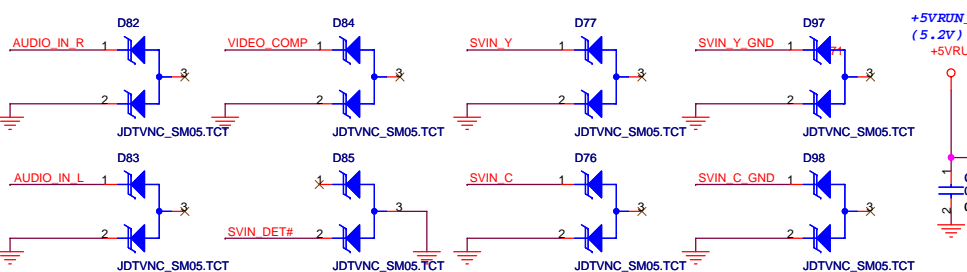 D82 D84 D77 D97 +5VRUN_
(5.2V)
AUDIO_IN_R 1 VIDEO_COMP 1 SVIN_Y 1 SVIN_Y_GND 1 +5VRU
3 3 3 3
2 2 2 2
JDTVNC_SM05.TCT JDTVNC_SM05.TCT JDTVNC_SM05.TCT JDTVNC_SM05.TCT
D83 D85 D76 D98
AUDIO_IN_L 1 1 SVIN_C 1 SVIN_C_GND 1 1
3 3 3 3 2
2 SVIN_DET# 2 2 2
JDTVNC_SM05.TCT JDTVNC_SM05.TCT JDTVNC_SM05.TCT JDTVNC_SM05.TCT